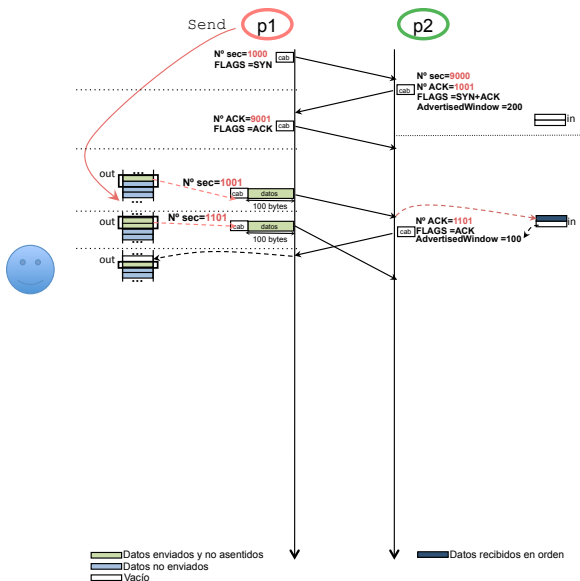 Send
p1
p2
Nº sec=1000
FLAGS =SYN
cab
Nº sec=9000
Nº ACK=1001
FLAGS =SYN+ACK
AdvertisedWindow =200
cab
in
Nº ACK=9001
FLAGS =ACK
cab
...
out
...
Nº sec=1001
cab
datos
100 bytes
...
out
...
Nº sec=1101
cab
datos
100 bytes
Nº ACK=1101
FLAGS =ACK
AdvertisedWindow =100
cab
in
...
out
...
Datos enviados y no asentidos
Datos no enviados
Vacío
Datos recibidos en orden